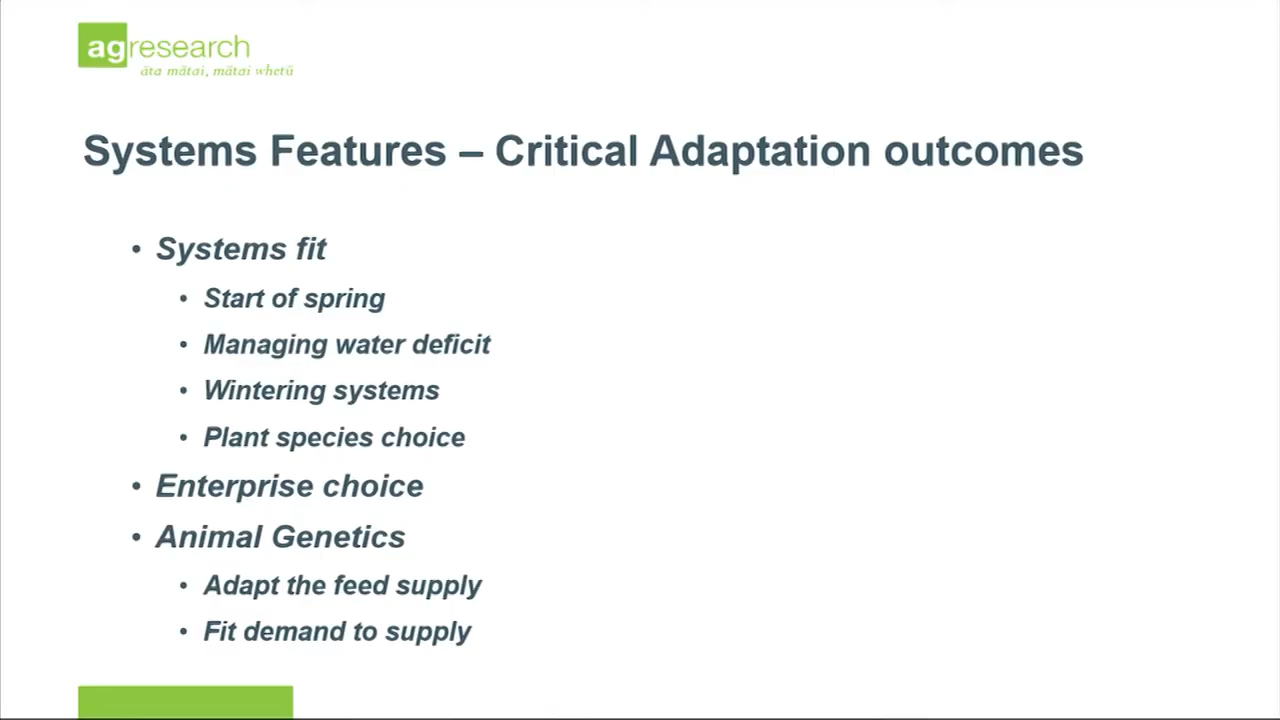 agresearch
āta mātai, mātai whetū
Systems Features – Critical Adaptation outcomes
• Systems fit
• Start of spring
• Managing water deficit
• Wintering systems
• Plant species choice
• Enterprise choice
• Animal Genetics
• Adapt the feed supply
• Fit demand to supply